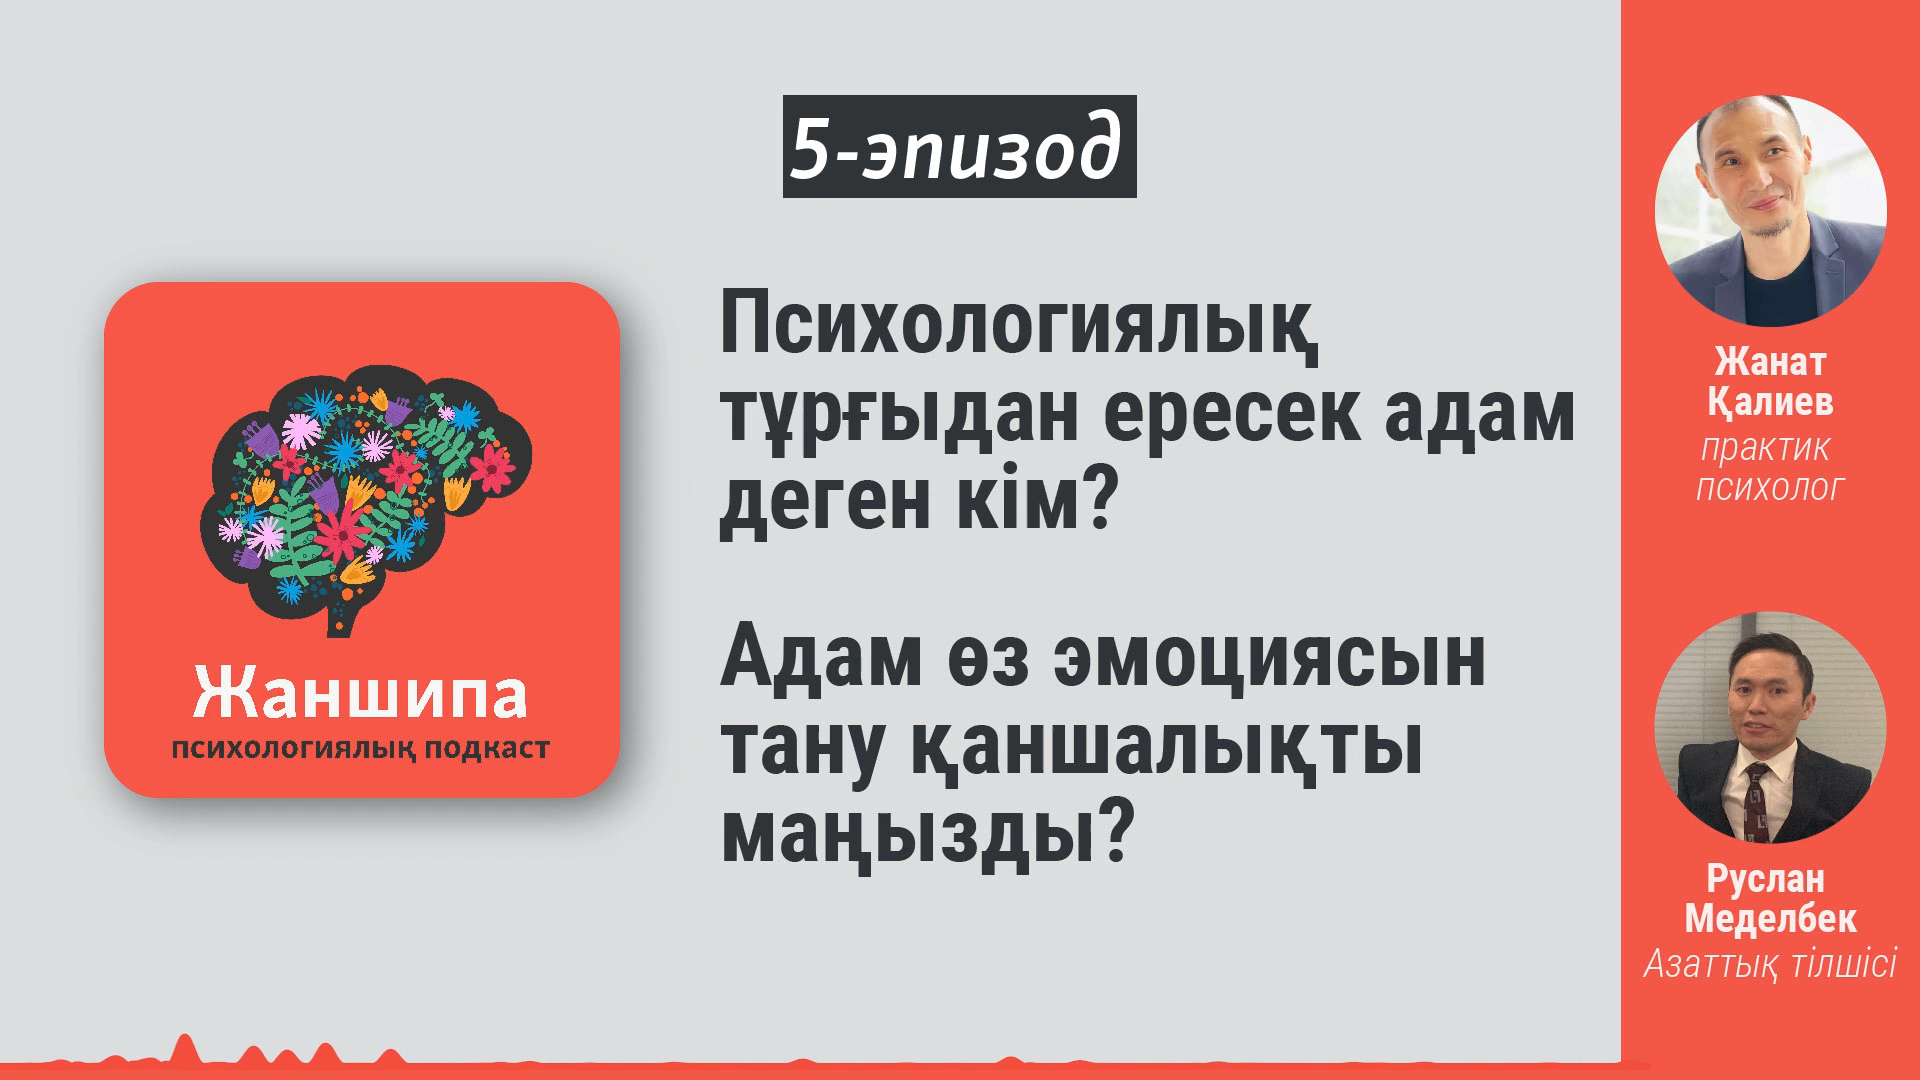 5-эпизод
Психологиялық
тұрғыдан ересек адам
деген кім?
Адам өз эмоциясын
тану қаншалықты
маңызды?
Жаншипа
психологиялық подкаст
Жанат
Қалиев
практик
психолог
Руслан
Меделбек
Азаттық тілшісі